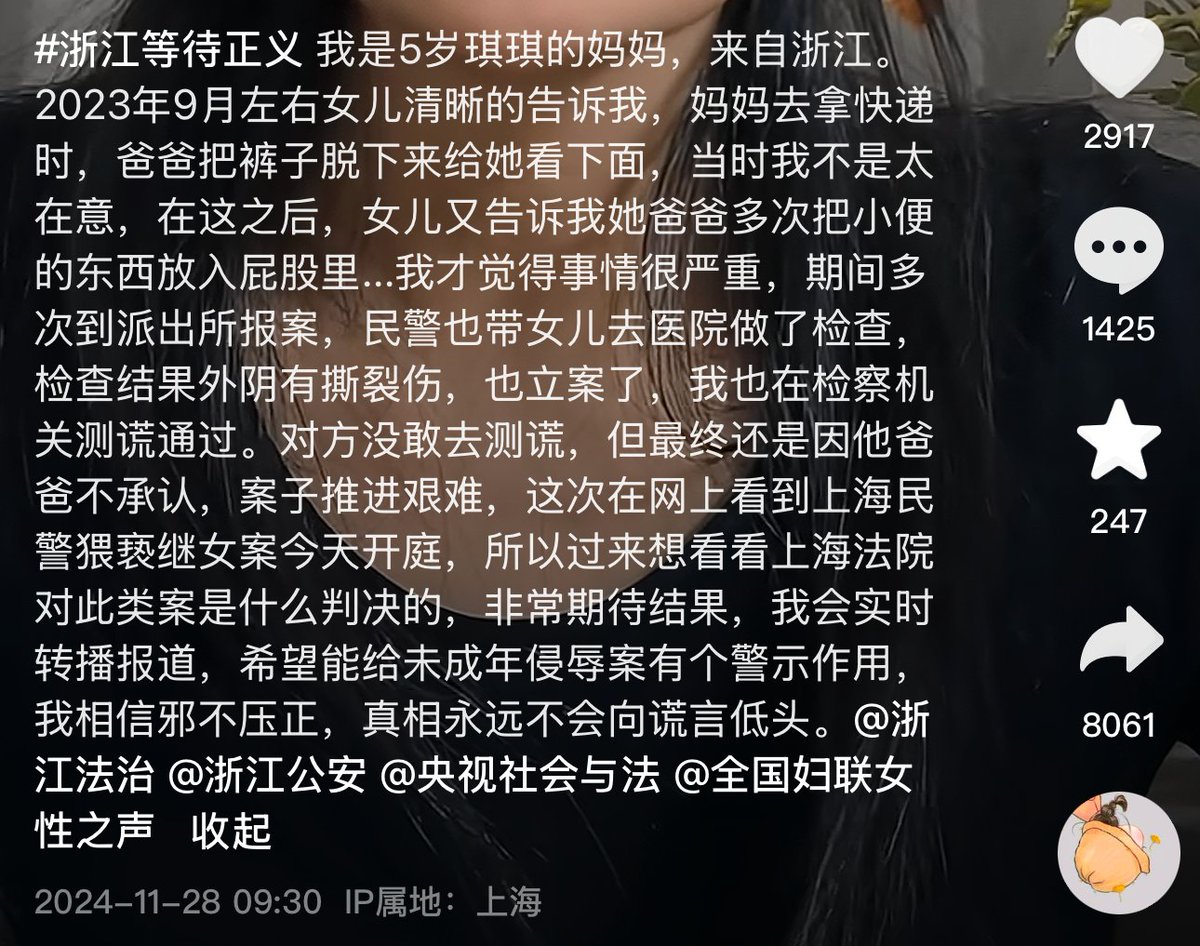 #浙江等待正义 我是5岁琪琪的妈妈，来自浙江。
2023年9月左右女儿清晰的告诉我，妈妈去拿快递
时，爸爸把裤子脱下来给她看下面，当时我不是太
在意，在这之后，女儿又告诉我她爸爸多次把小便
的东西放入屁股里...我才觉得事情很严重，期间多
次到派出所报案，民警也带女儿去医院做了检查，
检查结果外阴有撕裂伤，也立案了，我也在检察机
关测谎通过。对方没敢去测谎，但最终还是因他爸
爸不承认，案子推进艰难，这次在网上看到上海民
警猥亵继女案今天开庭，所以过来想看看上海法院
对此类案是什么判决的，非常期待结果，我会实时
转播报道，希望能给未成年侵辱案有个警示作用，
我相信邪不压正，真相永远不会向谎言低头。@浙
江法治 @浙江公安 @央视社会与法 @全国妇联女
性之声 收起
2024-11-28 09:30 IP属地：上海
2917
1425
247
8061